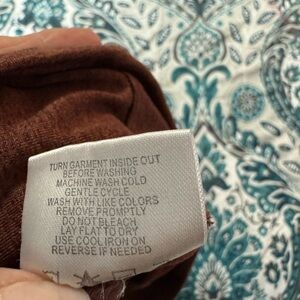 TURN GARMENT INSIDE OUT
BEFORE WASHING
MACHINE WASH COLD
GENTLE CYCLE
WASH WITH LIKE COLORS
REMOVE PROMPTLY
DO NOT BLEACH
LAY FLAT TO DRY
USE COOL IRON ON
REVERSE IF NEEDED